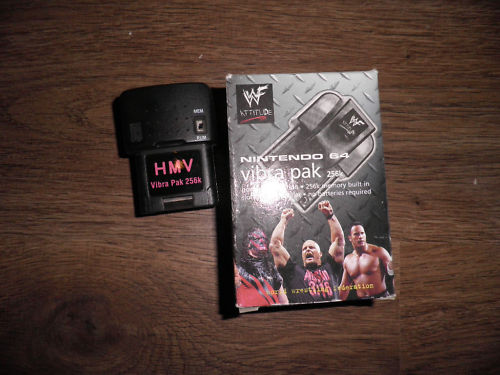 MEM
RUM
HMV
Vibra Pak 256k
WF
ATTITUDE
NINTENDO 64
vibra pak 256k
• 256k memory built in
• no batteries required
world wrestling federation